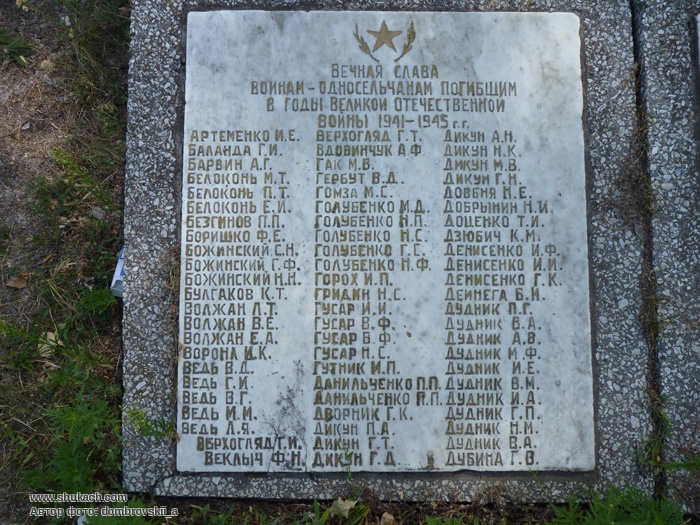 Вечная слава
воинам-односельчанам погибшим
в годы Великой Отечественной
войны 1941-1945 г.г.
Артеменко И.Е.
Баланда Г.И.
Барвин А.Г.
Белоконь М.Т.
Белоконь П.Т.
Белоконь Е.И.
Безгинов П.П.
Боришко Ф.Е.
Божинский С.Н.
Божинский Г.Ф.
Божинский Н.Н.
Булгаков К.Т.
Волжан Л.Т.
Волжан В.Е.
Волжан Е.А.
Ворона И.К.
Ведь В.Д.
Ведь Г.И.
Ведь В.Г.
Ведь И.И.
Ведь Л.Я.
Верхогляд Г.И.
Веклыч Ф.Н.
Верхогляд Г.Т.
Вдовинчук А.Ф
Гак М.В.
Гербут В.Д.
Гомза М.С.
Голубенко М.Д.
Голубенко Н.П.
Голубенко Н.С.
Голубенко Г.С.
Голубенко Н.Ф.
Горох И.П.
Гридин Н.С.
Гусар И.И.
Гусар В.Ф.
Гусар В.Ф.
Гусар Н.С.
Гутник И.П.
Данильченко П.П.
Данильченко П.П.
Дворник Г.К.
Дикун П.А.
Дикун Г.Т.
Дикун Г.Д.
Дикун А.Н.
Дикун Н.К.
Дикун М.В.
Дикун Г.Н.
Довбня Н.Е.
Добрынин Н.И.
Доценко Т.И.
Дзюбич К.М.
Денисенко И.Ф.
Денисенко И.И.
Денисенко Г.К.
Дейнега Б.И.
Дудник П.Г.
Дудник В.А.
Дудник А.В.
Дудник И.Ф.
Дудник И.Е.
Дудник В.М.
Дудник И.А.
Дудник Г.П.
Дудник Н.М.
Дудник В.А.
Дубина Г.В.
www.shukach.com
Автор фото: dombrovskii_a